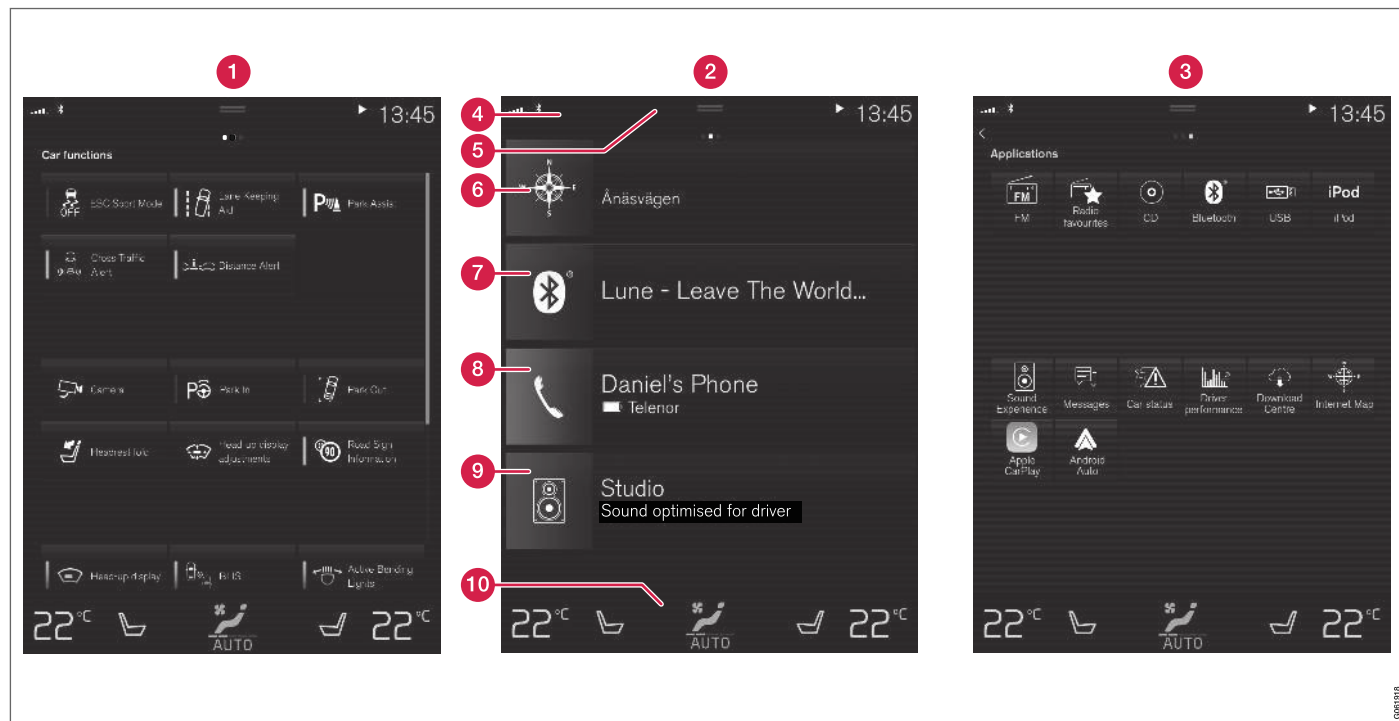 1
2
3
13:45
Car functions
OFF
ESC Sport Mode
Lane Keeping
Aid
P
Park Assist
Cross Traffic
Alert
Distance Alert
Camera
P
Park In
Park Out
Headrest fold
Head-up display
adjustments
90
Road Sign
Information
Head-up display
BLIS
Active Bending
Lights
22°C
AUTO
22°C
4
13:45
5
6
N
E
S
Ånäsvägen
7
Lune - Leave The World...
8
Daniel's Phone
Telenor
9
Studio
Sound optimised for driver
10
22°C
AUTO
22°C
13:45
Applications
FM
FM
Radio
favourites
CD
Bluetooth
USB
iPod
iPod
Sound
Experience
Messages
Car status
Driver
performance
Download
Centre
Internet Map
Apple
CarPlay
Android
Auto
22°C
AUTO
22°C
G061918